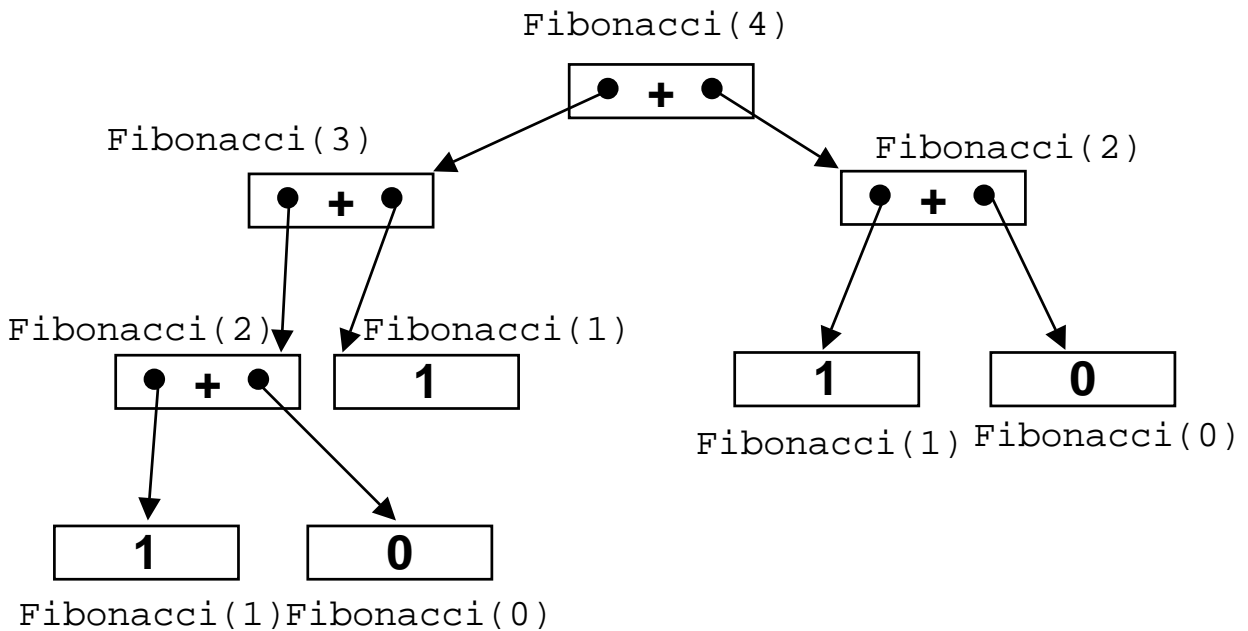 Fibonacci(4)
+
Fibonacci(3)
Fibonacci(2)
+
+
Fibonacci(2)
Fibonacci(1)
+
1
1
0
Fibonacci(1)
Fibonacci(0)
1
0
Fibonacci(1)
Fibonacci(0)